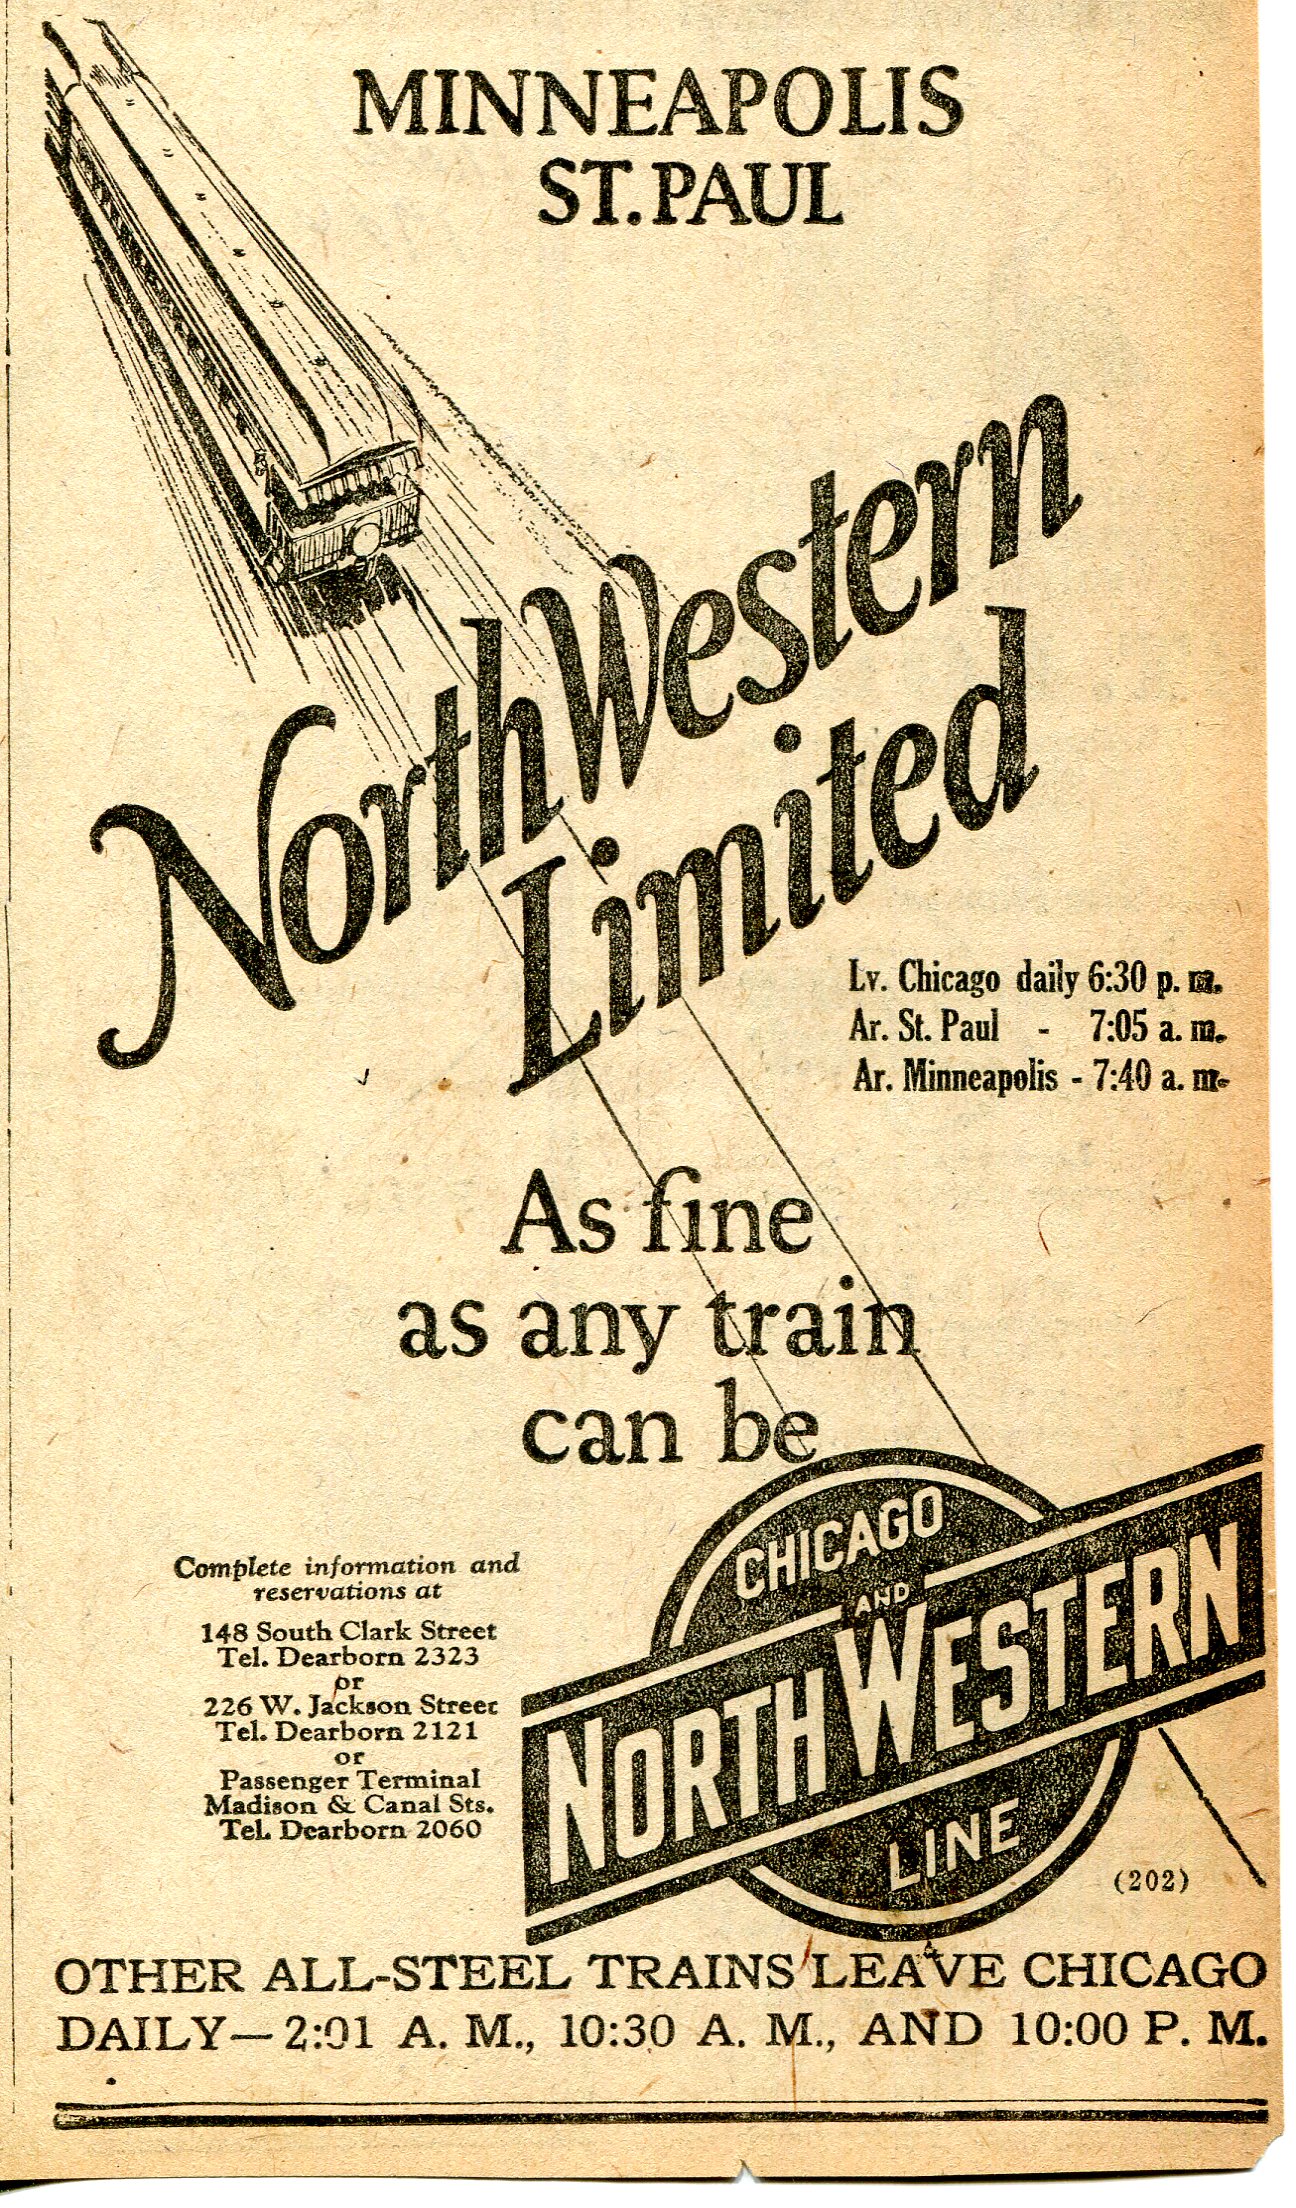 MINNEAPOLIS
ST. PAUL
North Western
Limited
Lv. Chicago daily 6:30 p. m.
Ar. St. Paul - 7:05 a. m.
Ar. Minneapolis - 7:40 a. m.
As fine
as any train
can be
Complete information and
reservations at
148 South Clark Street
Tel. Dearborn 2323
or
226 W. Jackson Street
Tel. Dearborn 2121
or
Passenger Terminal
Madison & Canal Sts.
Tel. Dearborn 2060
CHICAGO
AND
NORTH WESTERN
LINE
(202)
OTHER ALL-STEEL TRAINS LEAVE CHICAGO
DAILY—2:01 A. M., 10:30 A. M., AND 10:00 P. M.